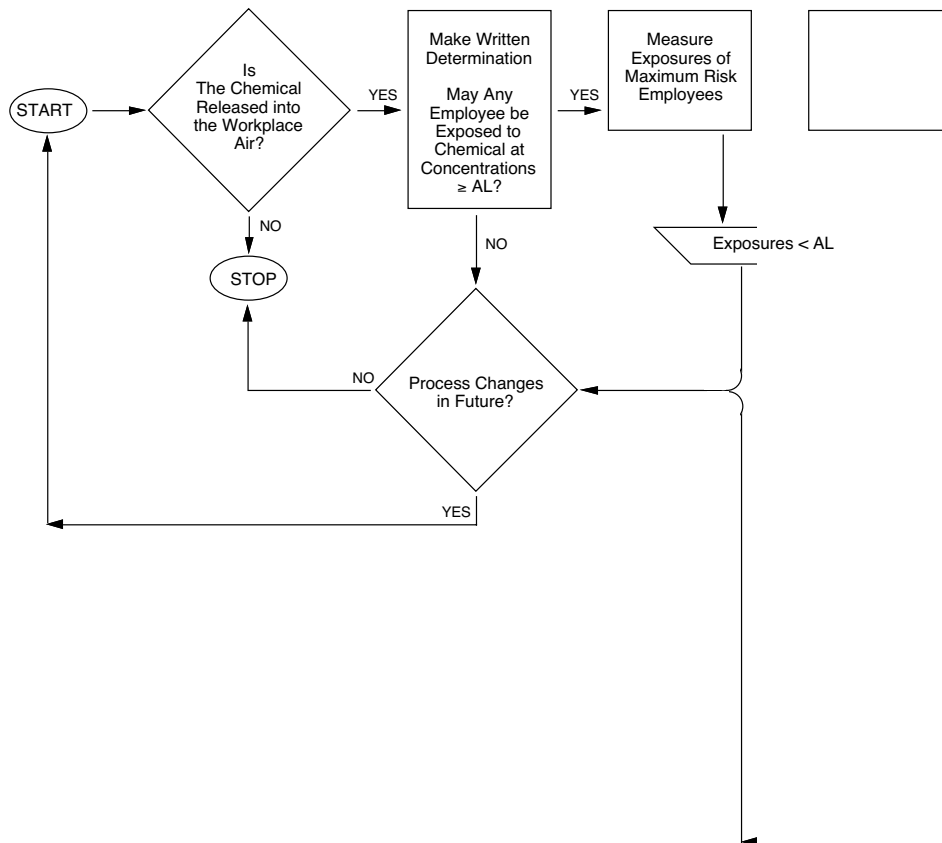 START
Is
The Chemical
Released into
the Workplace
Air?
YES
NO
STOP
Make Written
Determination
May Any
Employee be
Exposed to
Chemical at
Concentrations
≥ AL?
YES
NO
Measure
Exposures of
Maximum Risk
Employees
Exposures < AL
Process Changes
in Future?
NO
YES